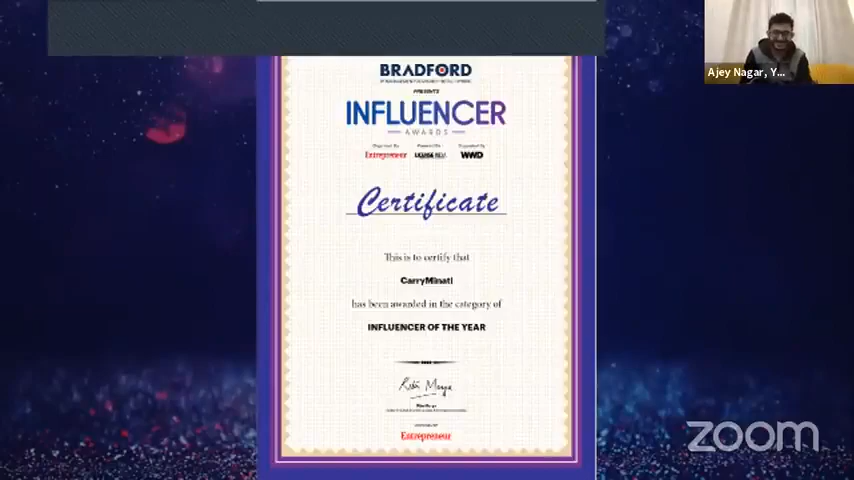 BRADFORD
PRESENTS
INFLUENCER
AWARDS
Entrepreneur
WWD
Certificate
This is to certify that
CarryMinati
has been awarded in the category of
INFLUENCER OF THE YEAR
Entrepreneur
Ajey Nagar, Y...
zoom